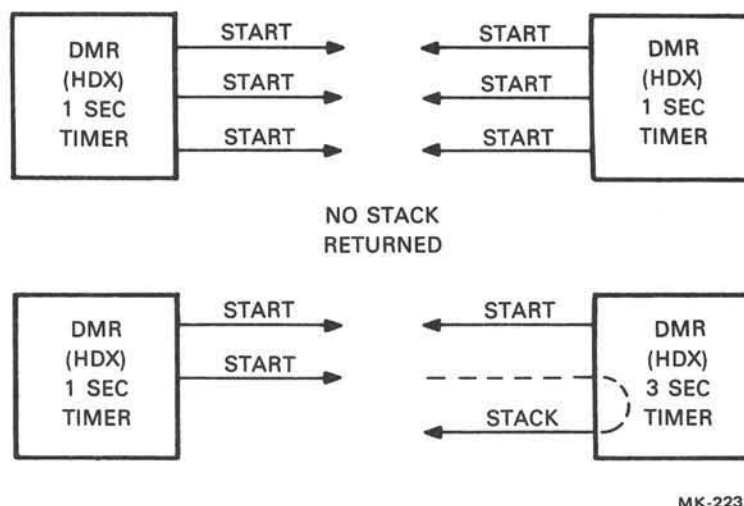 START
START
START
DMR
(HDX)
1 SEC
TIMER
START
START
START
DMR
(HDX)
1 SEC
TIMER
NO STACK
RETURNED
DMR
(HDX)
1 SEC
TIMER
START
START
START
STACK
DMR
(HDX)
3 SEC
TIMER
MK-223